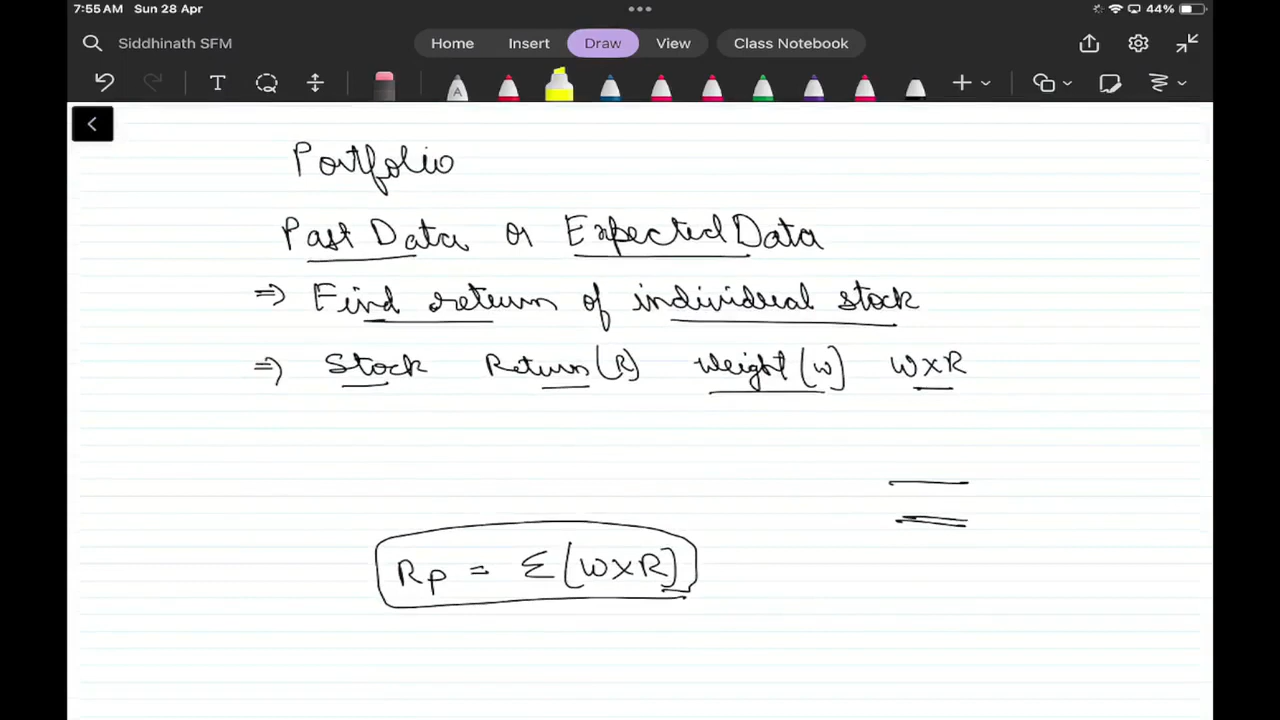 7:55 AM Sun 28 Apr 44%
Siddhinath SFM Home Insert Draw View Class Notebook
Portfolio
Past Data or Expected Data
⇒ Find return of individual stock
⇒ Stock Return (R) Weight (W) W×R
Rp = Σ (W×R)